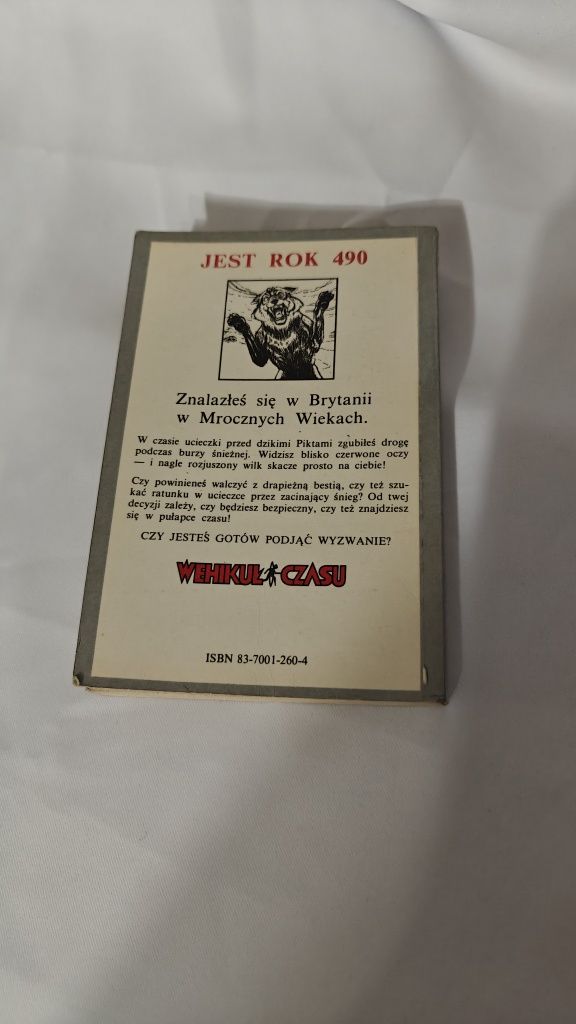 JEST ROK 490
Znalazłeś się w Brytanii
w Mrocznych Wiekach.
W czasie ucieczki przed dzikimi Piktami zgubiłeś drogę
podczas burzy śnieżnej. Widzisz blisko czerwone oczy
— i nagle rozjuszony wilk skacze prosto na ciebie!
Czy powinieneś walczyć z drapieżną bestią, czy też szu-
kać ratunku w ucieczce przez zacinający śnieg? Od twej
decyzji zależy, czy będziesz bezpieczny, czy też znajdziesz
się w pułapce czasu!
CZY JESTEŚ GOTÓW PODJĄĆ WYZWANIE?
WEHIKUŁ CZASU
ISBN 83-7001-260-4